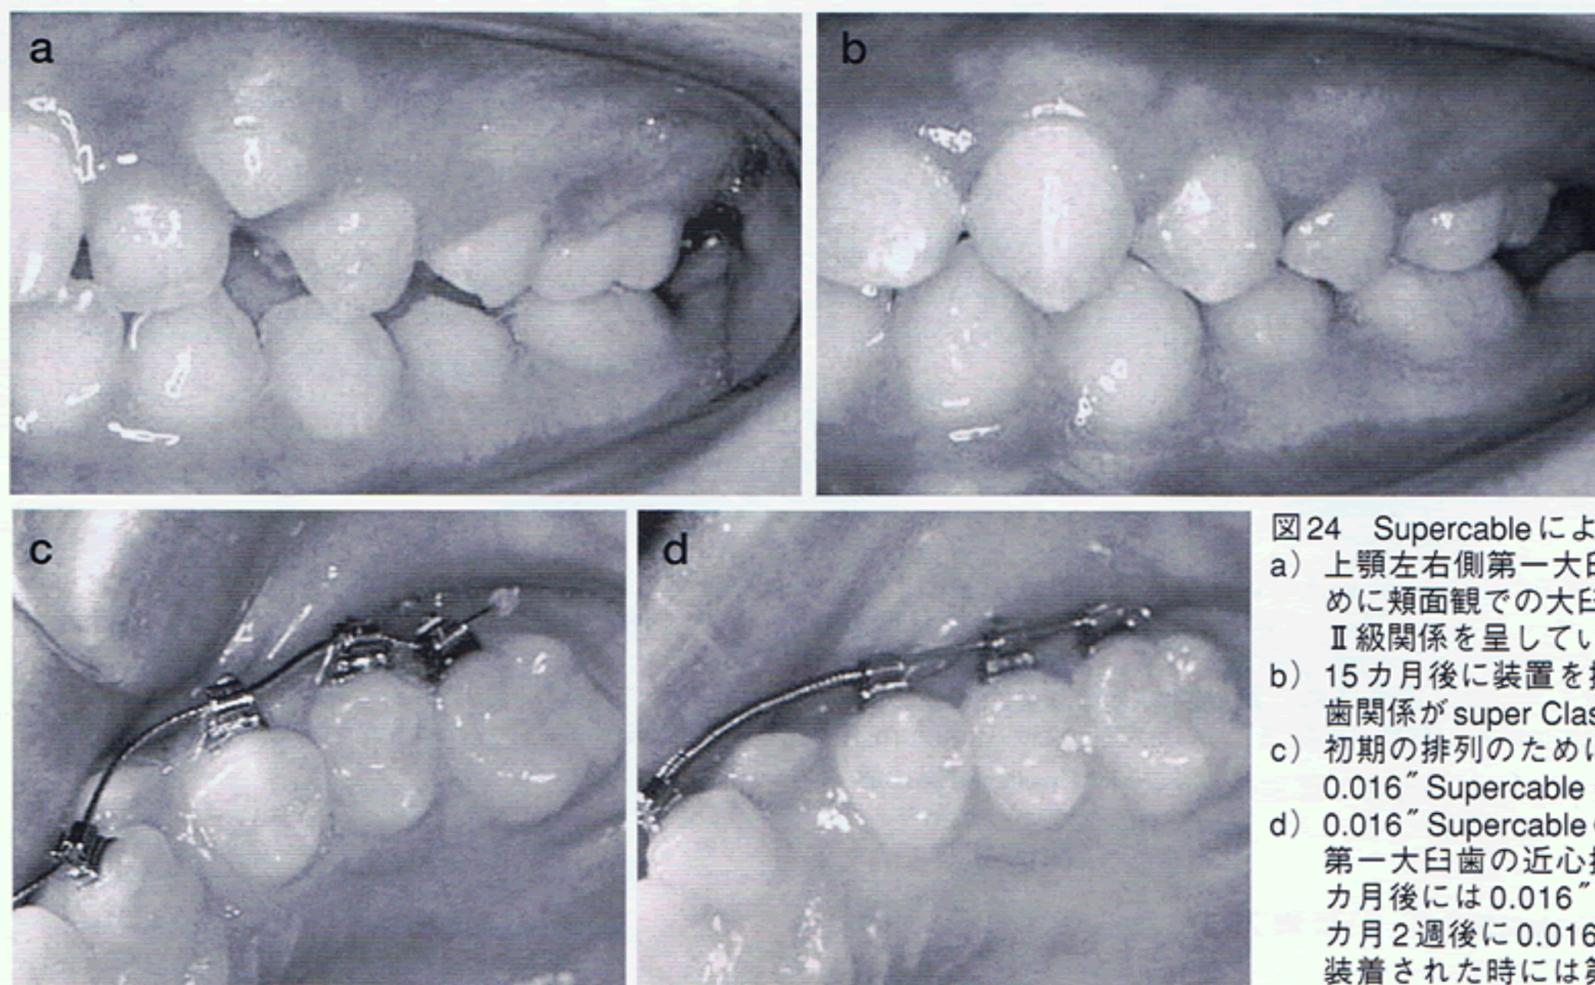 a
b
c
d
図24 Supercableによ
a) 上顎左右側第一大臼
めに頬面観での大臼
Ⅱ級関係を呈してい
b) 15カ月後に装置を
歯関係がsuper Clas
c) 初期の排列のために
0.016″Supercable
d) 0.016″Supercable
第一大臼歯の近心
カ月後には0.016″
カ月2週後に0.016
装着された時には第